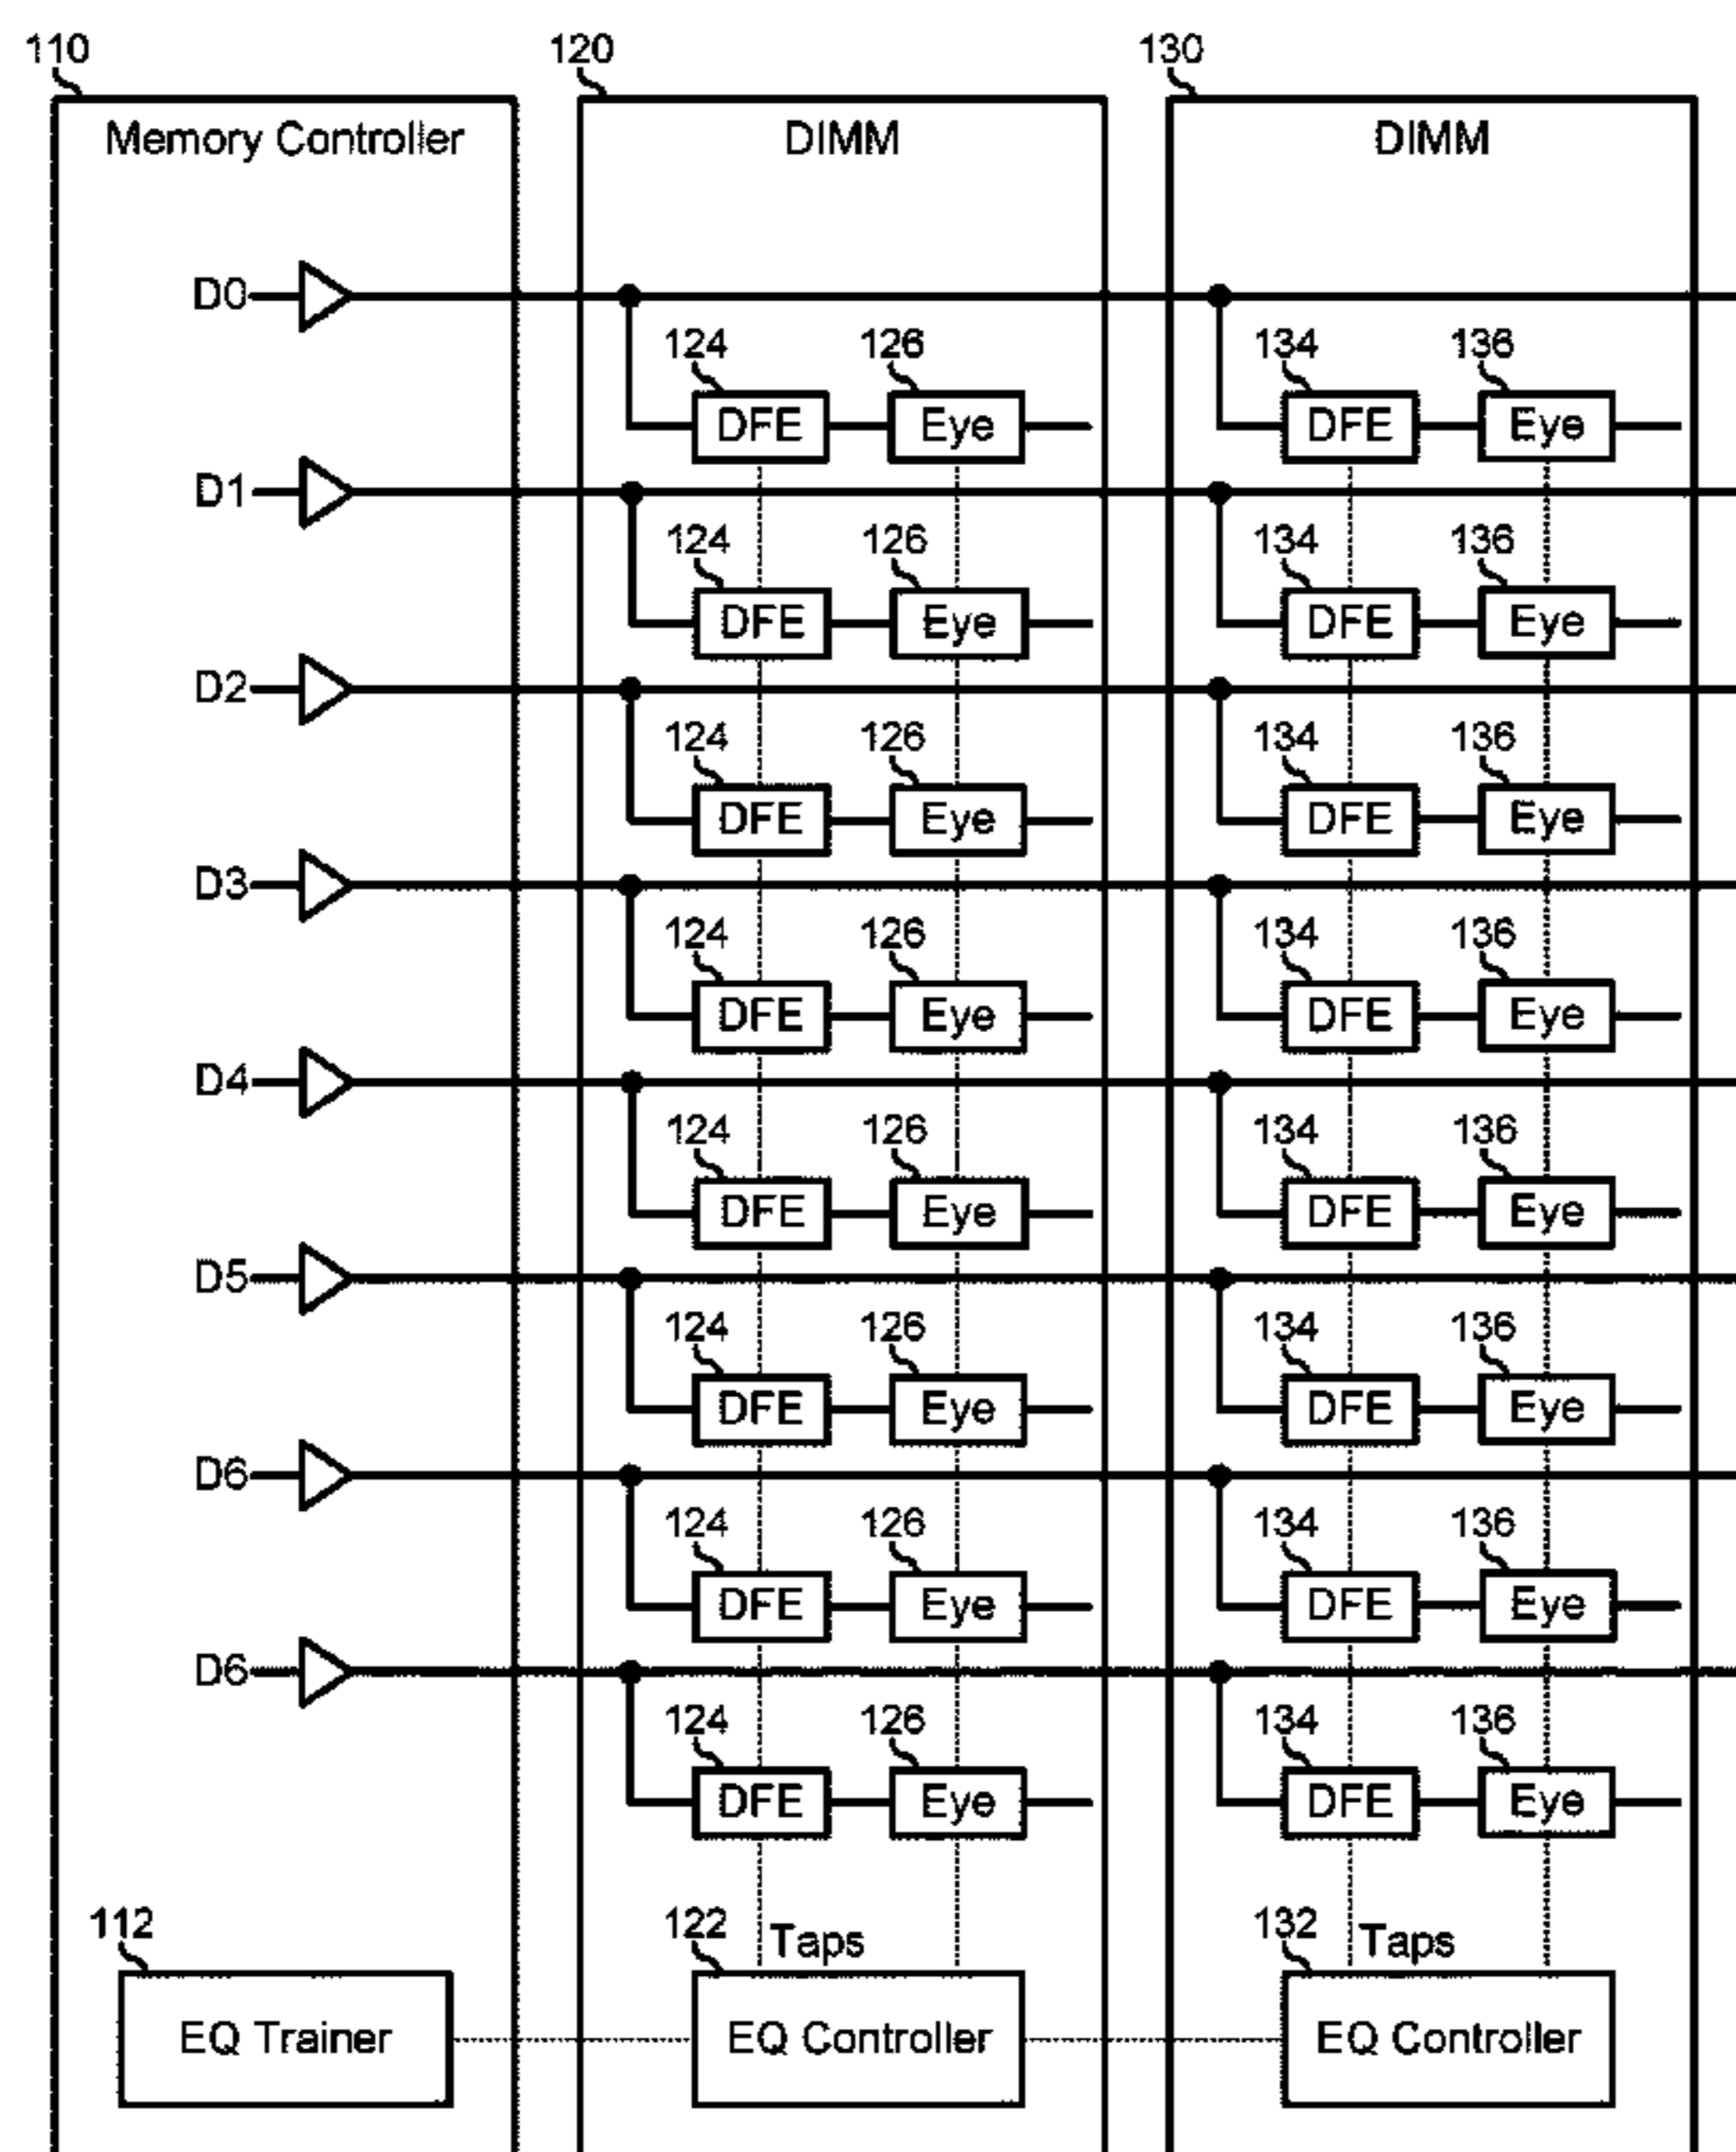 110 120 130
Memory Controller DIMM DIMM
D0
124 126 134 136
DFE Eye DFE Eye
D1
124 126 134 136
DFE Eye DFE Eye
D2
124 126 134 136
DFE Eye DFE Eye
D3
124 126 134 136
DFE Eye DFE Eye
D4
124 126 134 136
DFE Eye DFE Eye
D5
124 126 134 136
DFE Eye DFE Eye
D6
124 126 134 136
DFE Eye DFE Eye
D6
124 126 134 136
DFE Eye DFE Eye
112 122 Taps 132 Taps
EQ Trainer EQ Controller EQ Controller